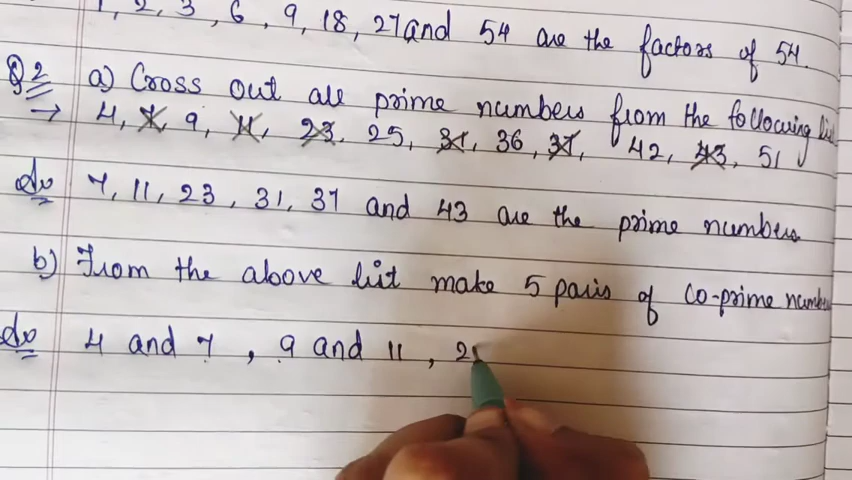 1, 2, 3, 6, 9, 18, 27 and 54 are the factors of 54.
Q2 a) Cross out all prime numbers from the following list
→ 4, 7, 9, 11, 23, 25, 31, 36, 37, 42, 43, 51
7, 11, 23, 31, 37 and 43 are the prime numbers
b) From the above list make 5 pairs of co-prime number
4 and 7, 9 and 11, 2